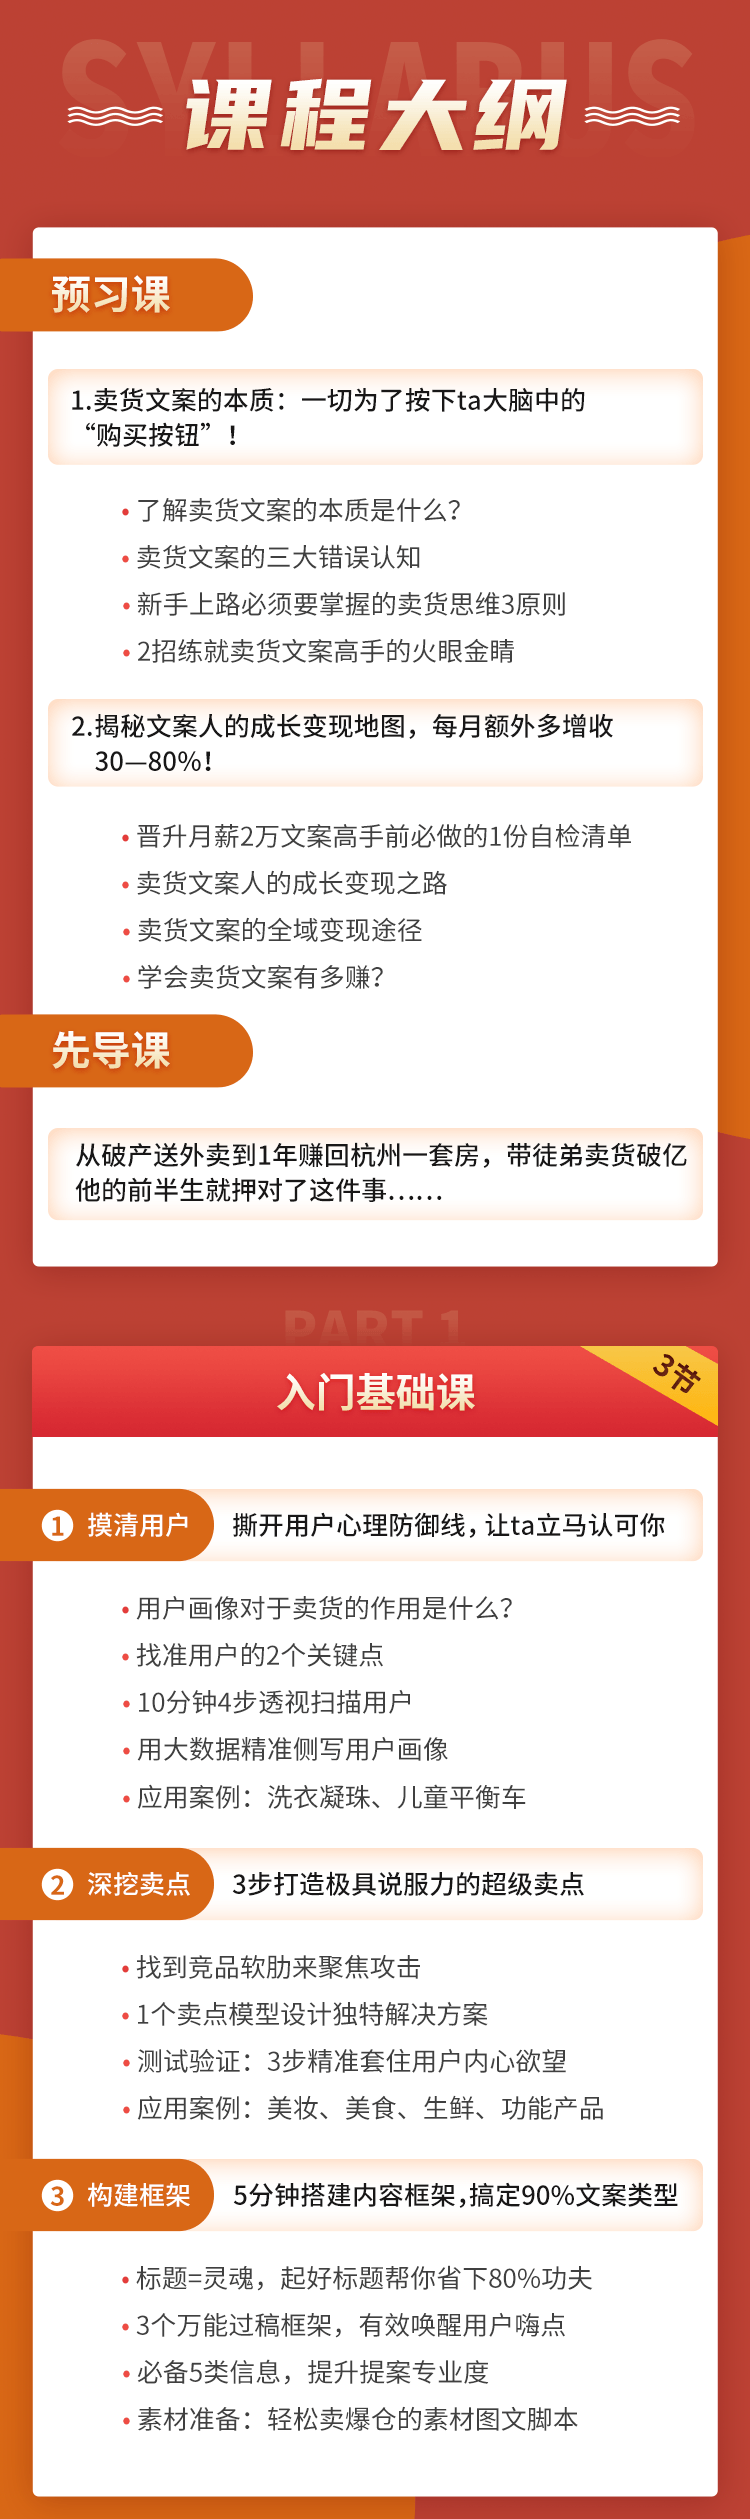 SYLLABUS
课程大纲
预习课
1.卖货文案的本质：一切为了按下ta大脑中的
“购买按钮”！
• 了解卖货文案的本质是什么？
• 卖货文案的三大错误认知
• 新手上路必须要掌握的卖货思维3原则
• 2招练就卖货文案高手的火眼金睛
2.揭秘文案人的成长变现地图，每月额外多增收
30—80%！
• 晋升月薪2万文案高手前必做的1份自检清单
• 卖货文案人的成长变现之路
• 卖货文案的全域变现途径
• 学会卖货文案有多赚？
先导课
从破产送外卖到1年赚回杭州一套房，带徒弟卖货破亿
他的前半生就押对了这件事……
PART 1
入门基础课
3节
1 摸清用户 撕开用户心理防御线，让ta立马认可你
• 用户画像对于卖货的作用是什么？
• 找准用户的2个关键点
• 10分钟4步透视扫描用户
• 用大数据精准侧写用户画像
• 应用案例：洗衣凝珠、儿童平衡车
2 深挖卖点 3步打造极具说服力的超级卖点
• 找到竞品软肋来聚焦攻击
• 1个卖点模型设计独特解决方案
• 测试验证：3步精准套住用户内心欲望
• 应用案例：美妆、美食、生鲜、功能产品
3 构建框架 5分钟搭建内容框架，搞定90%文案类型
• 标题=灵魂，起好标题帮你省下80%功夫
• 3个万能过稿框架，有效唤醒用户嗨点
• 必备5类信息，提升提案专业度
• 素材准备：轻松卖爆仓的素材图文脚本